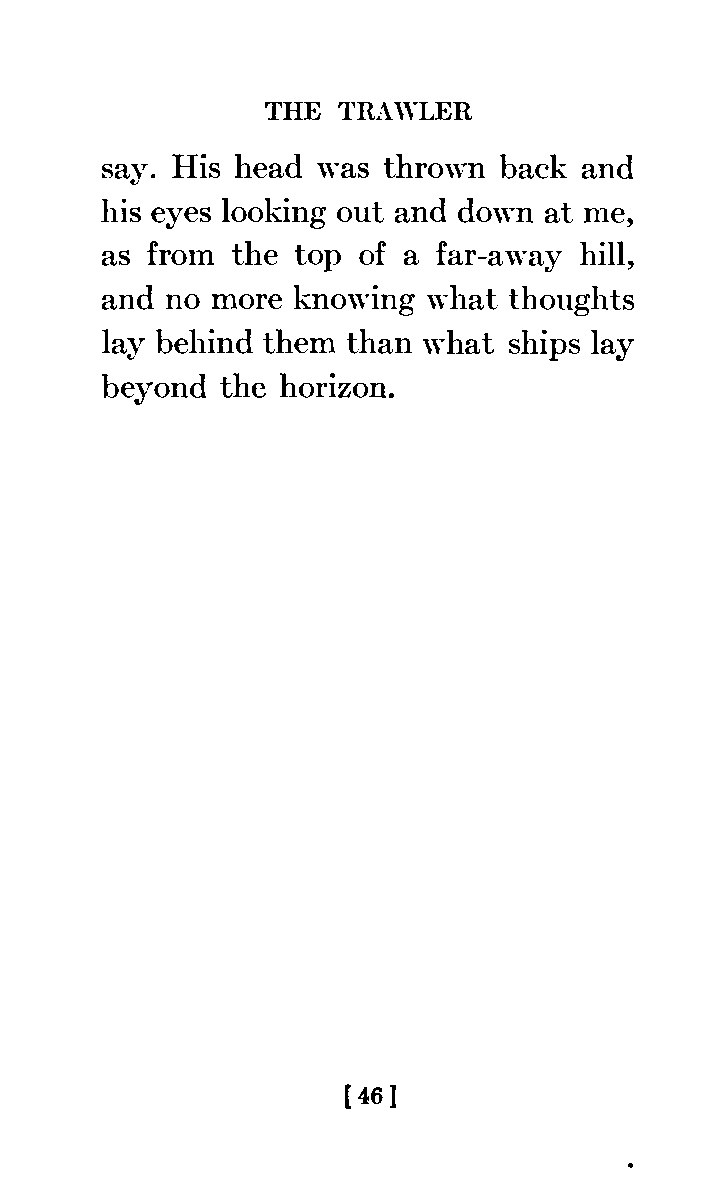 THE TRAWLER
say. His head was thrown back and
his eyes looking out and down at me,
as from the top of a far-away hill,
and no more knowing what thoughts
lay behind them than what ships lay
beyond the horizon.
[ 46 ]